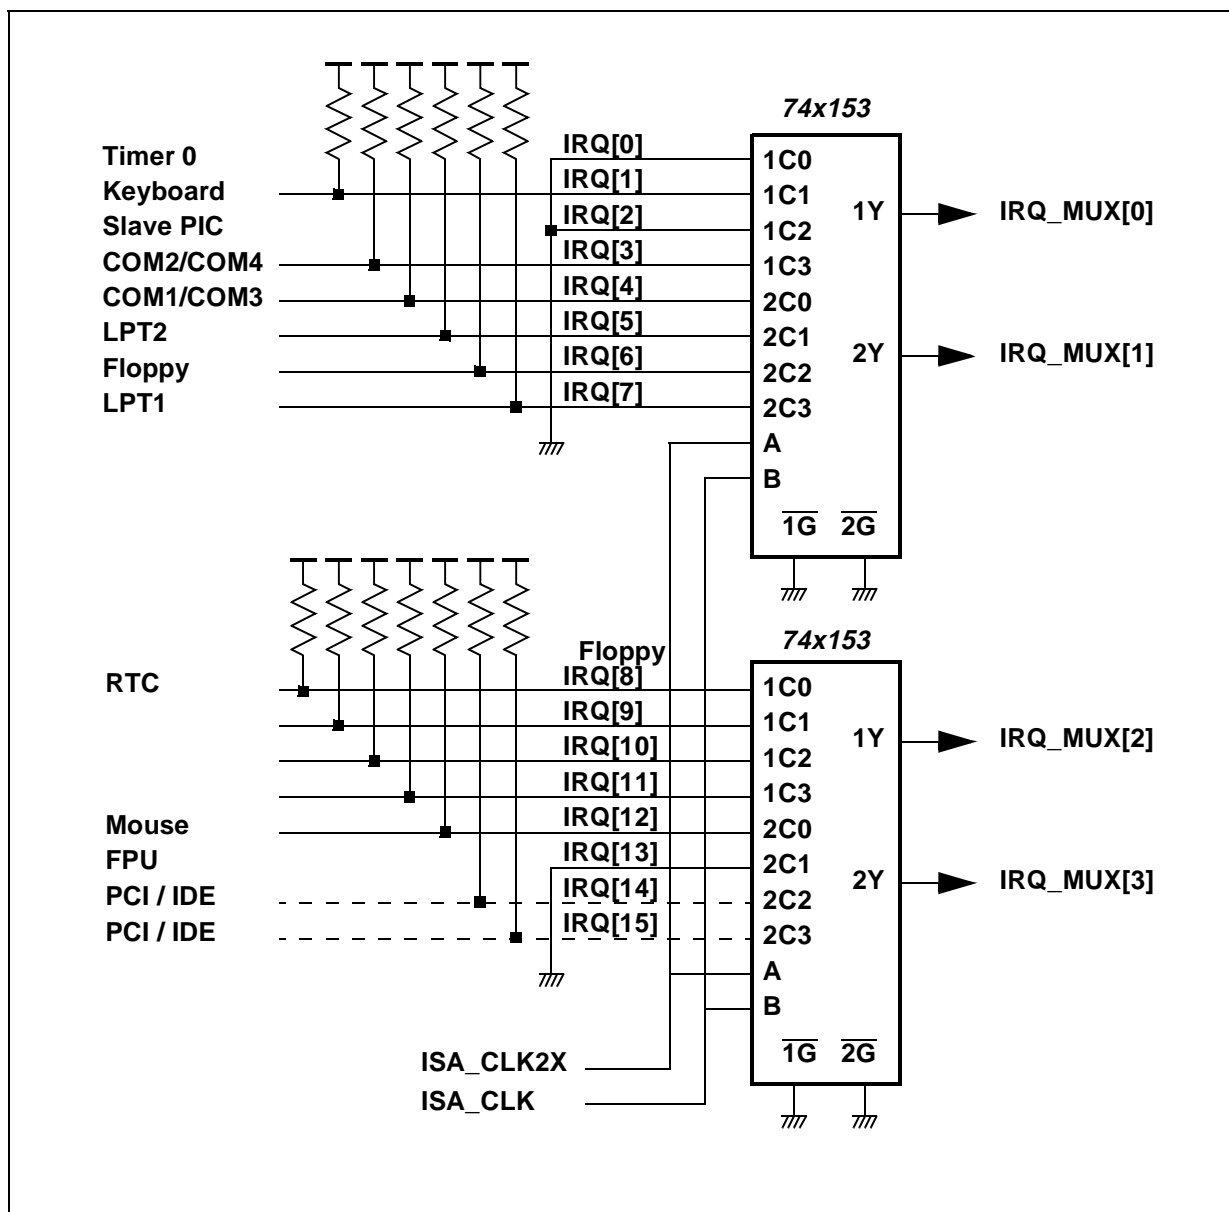 74x153
Timer 0 IRQ[0] 1C0
Keyboard IRQ[1] 1C1
1Y IRQ_MUX[0]
Slave PIC IRQ[2] 1C2
COM2/COM4 IRQ[3] 1C3
COM1/COM3 IRQ[4] 2C0
LPT2 IRQ[5] 2C1
2Y IRQ_MUX[1]
Floppy IRQ[6] 2C2
LPT1 IRQ[7] 2C3
A
B
1G 2G
74x153
Floppy
RTC IRQ[8] 1C0
IRQ[9] 1C1
1Y IRQ_MUX[2]
IRQ[10] 1C2
IRQ[11] 1C3
Mouse IRQ[12] 2C0
FPU IRQ[13] 2C1
2Y IRQ_MUX[3]
PCI / IDE IRQ[14] 2C2
PCI / IDE IRQ[15] 2C3
A
B
1G 2G
ISA_CLK2X
ISA_CLK